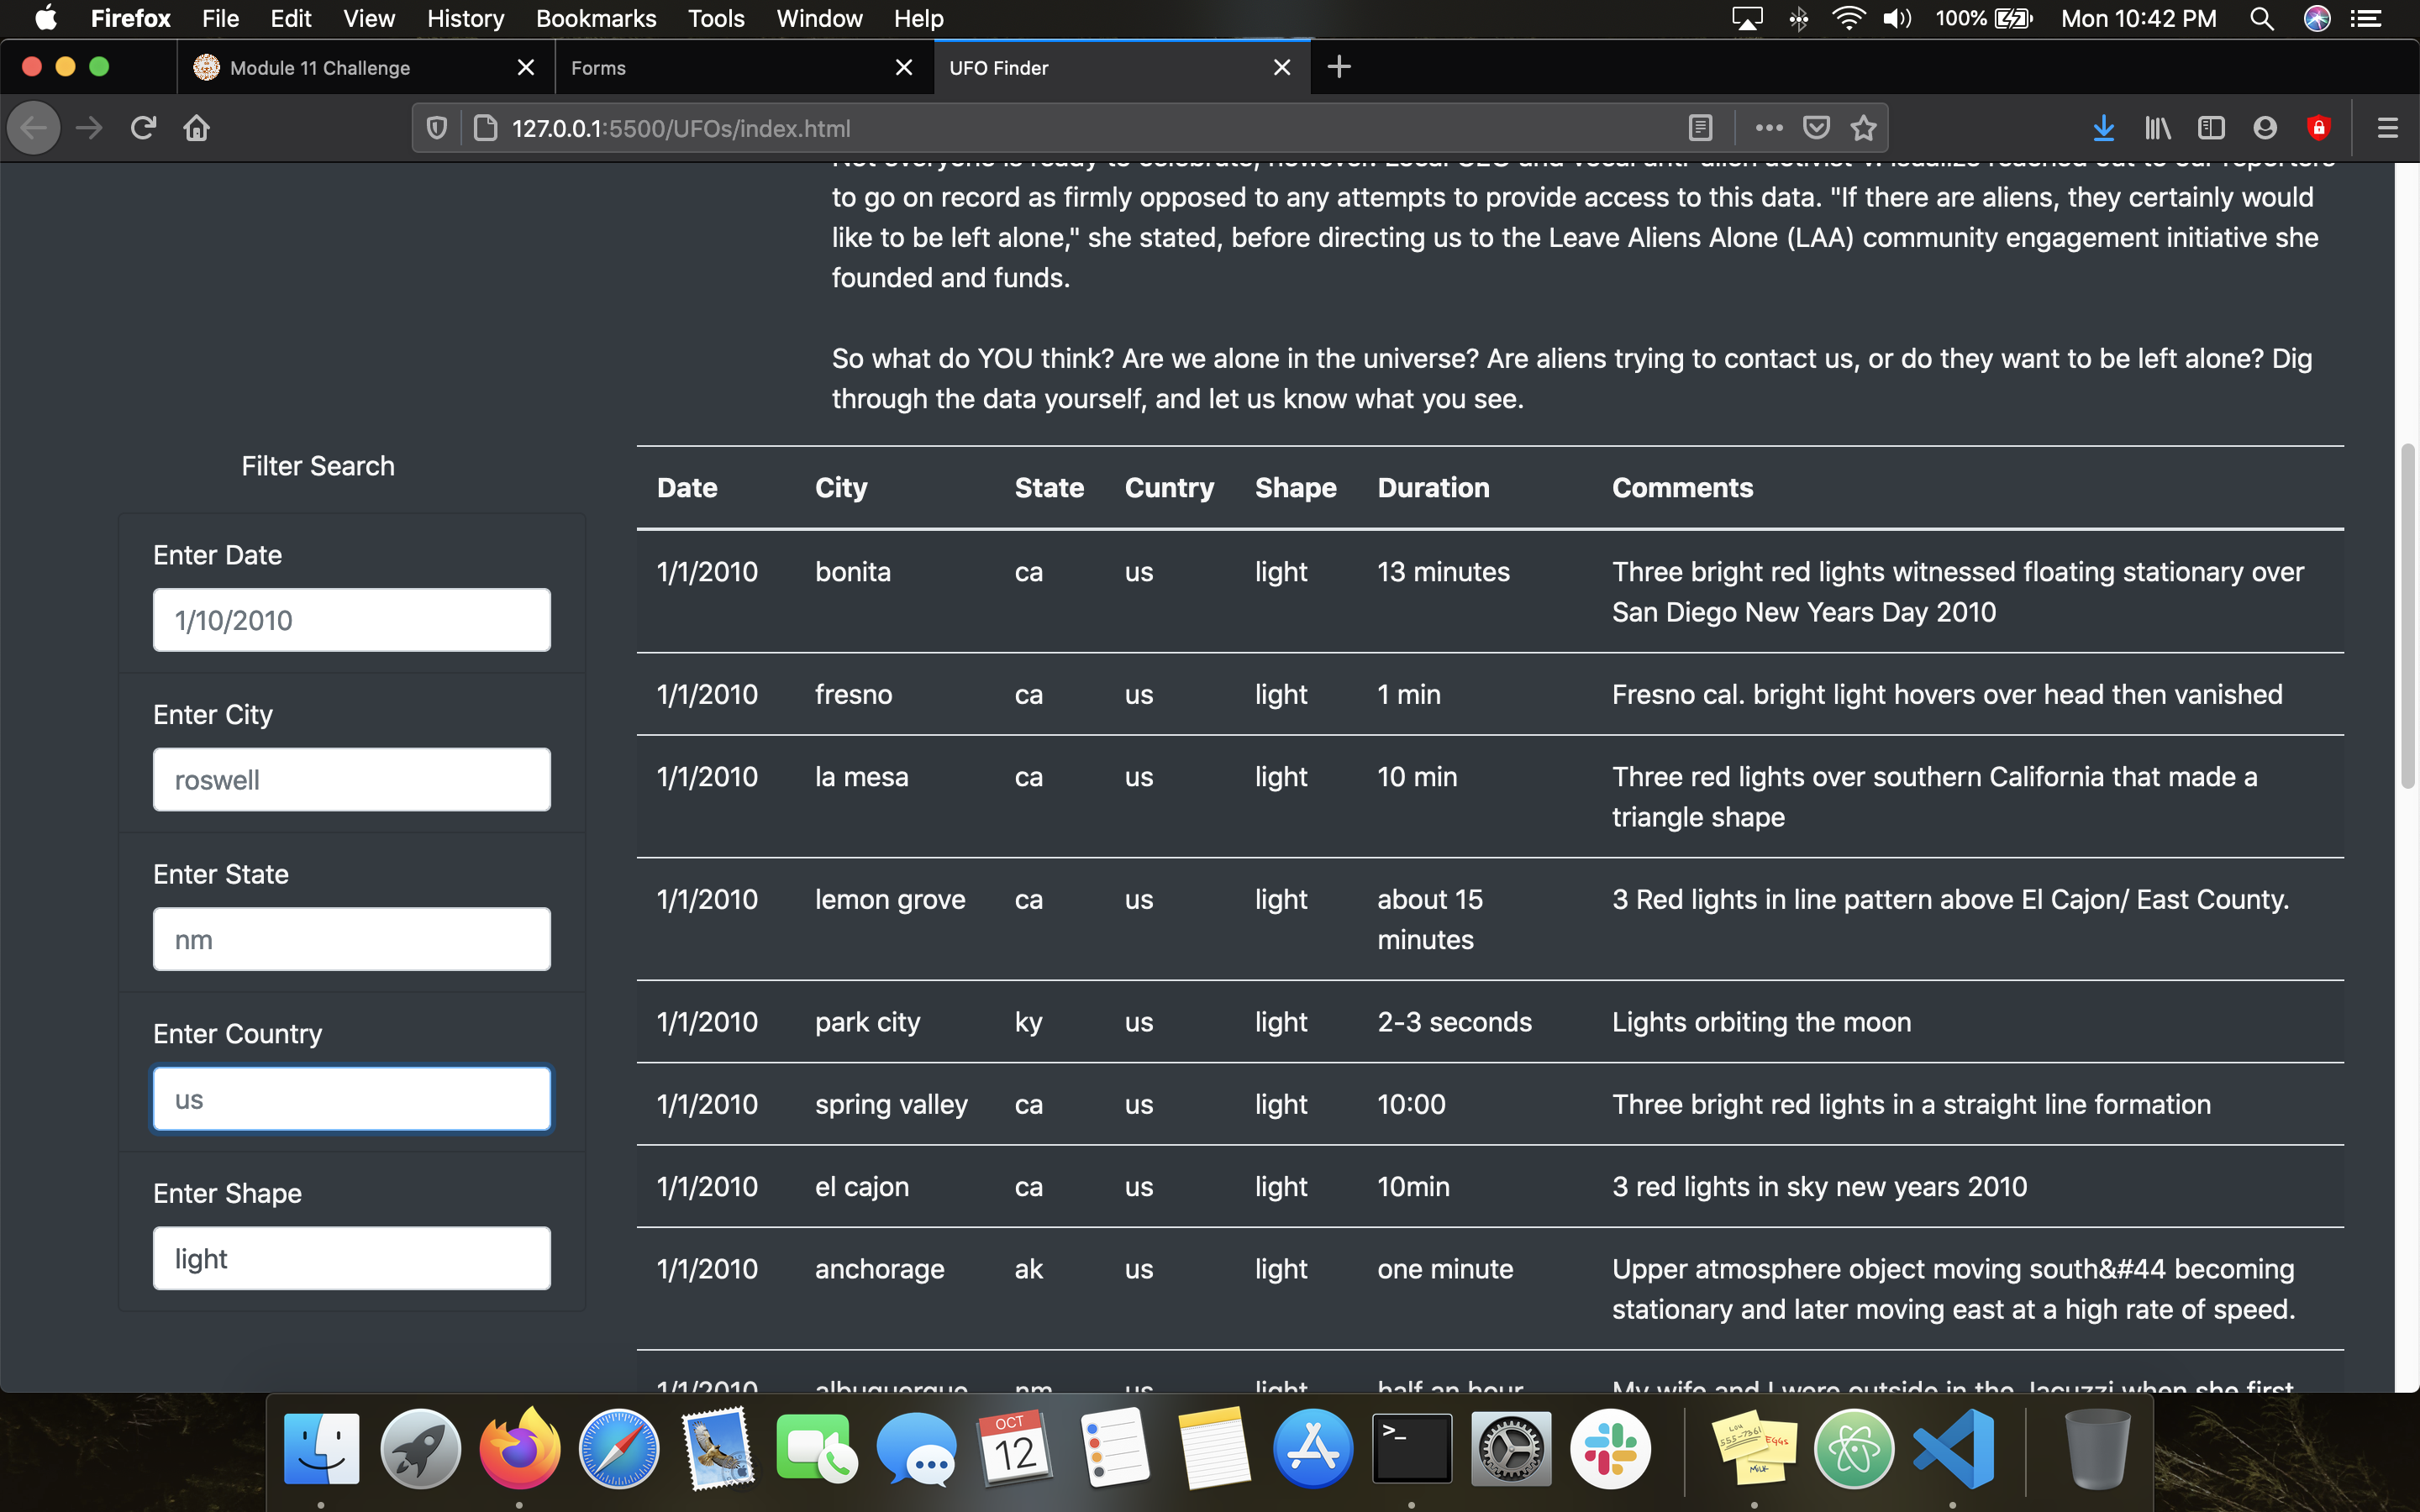 Firefox File Edit View History Bookmarks Tools Window Help 100% Mon 10:42 PM
Module 11 Challenge Forms UFO Finder
127.0.0.1:5500/UFOs/index.html
to go on record as firmly opposed to any attempts to provide access to this data. "If there are aliens, they certainly would
like to be left alone," she stated, before directing us to the Leave Aliens Alone (LAA) community engagement initiative she
founded and funds.
So what do YOU think? Are we alone in the universe? Are aliens trying to contact us, or do they want to be left alone? Dig
through the data yourself, and let us know what you see.
Filter Search
Enter Date
1/10/2010
Enter City
roswell
Enter State
nm
Enter Country
us
Enter Shape
light
Date City State Cuntry Shape Duration Comments
1/1/2010 bonita ca us light 13 minutes Three bright red lights witnessed floating stationary over
San Diego New Years Day 2010
1/1/2010 fresno ca us light 1 min Fresno cal. bright light hovers over head then vanished
1/1/2010 la mesa ca us light 10 min Three red lights over southern California that made a
triangle shape
1/1/2010 lemon grove ca us light about 15 3 Red lights in line pattern above El Cajon/ East County.
minutes
1/1/2010 park city ky us light 2-3 seconds Lights orbiting the moon
1/1/2010 spring valley ca us light 10:00 Three bright red lights in a straight line formation
1/1/2010 el cajon ca us light 10min 3 red lights in sky new years 2010
1/1/2010 anchorage ak us light one minute Upper atmosphere object moving south&#44 becoming
stationary and later moving east at a high rate of speed.
1/1/2010 albuquerque nm us light half an hour My wife and I were outside in the Jacuzzi when she first
OCT
12
555-7361
EGGS
MILK